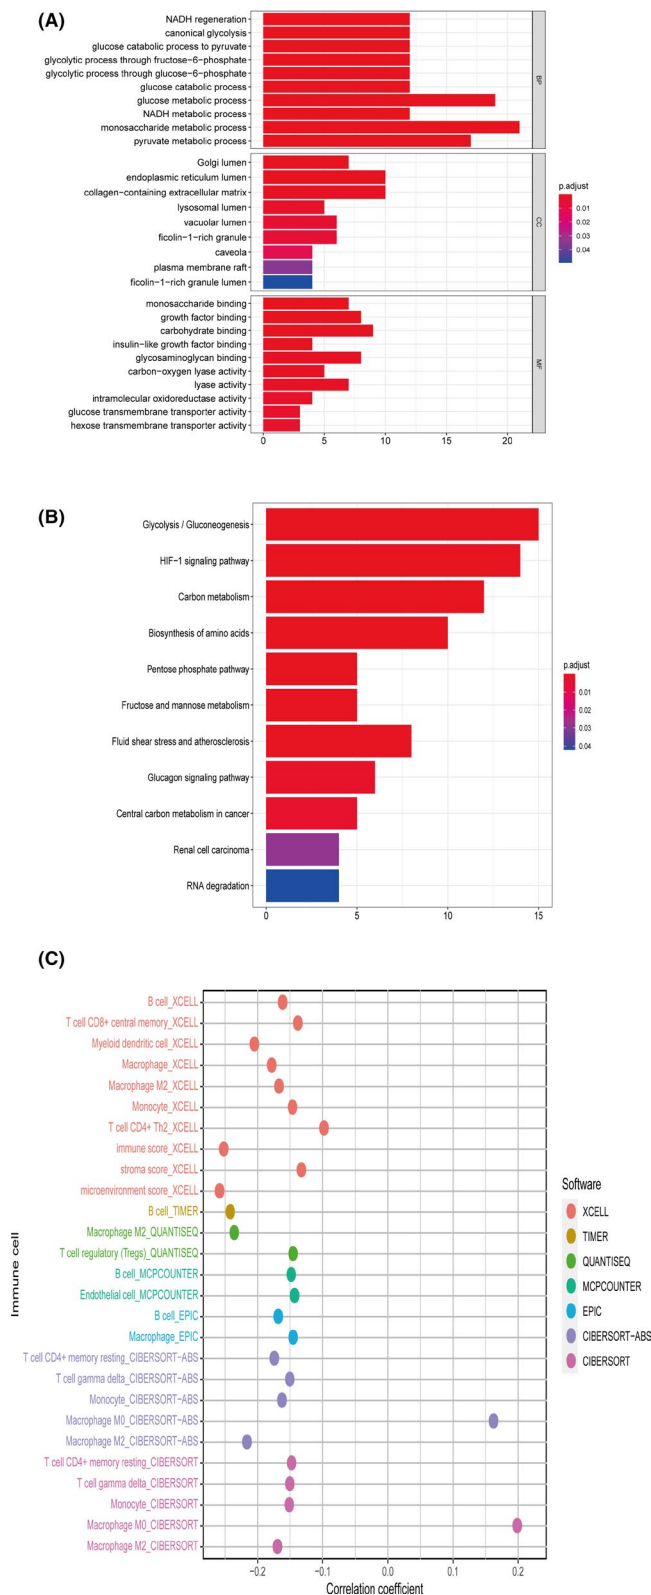 (A)
NADH regeneration
canonical glycolysis
glucose catabolic process to pyruvate
glycolytic process through fructose−6−phosphate
glycolytic process through glucose−6−phosphate
glucose catabolic process
glucose metabolic process
NADH metabolic process
monosaccharide metabolic process
pyruvate metabolic process
BP
Golgi lumen
endoplasmic reticulum lumen
collagen−containing extracellular matrix
lysosomal lumen
vacuolar lumen
ficolin−1−rich granule
caveola
plasma membrane raft
ficolin−1−rich granule lumen
CC
monosaccharide binding
growth factor binding
carbohydrate binding
insulin−like growth factor binding
glycosaminoglycan binding
carbon−oxygen lyase activity
lyase activity
intramolecular oxidoreductase activity
glucose transmembrane transporter activity
hexose transmembrane transporter activity
MF
0 5 10 15 20
p.adjust
0.01
0.02
0.03
0.04
(B)
Glycolysis / Gluconeogenesis
HIF−1 signaling pathway
Carbon metabolism
Biosynthesis of amino acids
Pentose phosphate pathway
Fructose and mannose metabolism
Fluid shear stress and atherosclerosis
Glucagon signaling pathway
Central carbon metabolism in cancer
Renal cell carcinoma
RNA degradation
0 5 10 15
p.adjust
0.01
0.02
0.03
0.04
(C)
Immune cell
B cell_XCELL
T cell CD8+ central memory_XCELL
Myeloid dendritic cell_XCELL
Macrophage_XCELL
Macrophage M2_XCELL
Monocyte_XCELL
T cell CD4+ Th2_XCELL
immune score_XCELL
stroma score_XCELL
microenvironment score_XCELL
B cell_TIMER
Macrophage M2_QUANTISEQ
T cell regulatory (Tregs)_QUANTISEQ
B cell_MCPCOUNTER
Endothelial cell_MCPCOUNTER
B cell_EPIC
Macrophage_EPIC
T cell CD4+ memory resting_CIBERSORT−ABS
T cell gamma delta_CIBERSORT−ABS
Monocyte_CIBERSORT−ABS
Macrophage M0_CIBERSORT−ABS
Macrophage M2_CIBERSORT−ABS
T cell CD4+ memory resting_CIBERSORT
T cell gamma delta_CIBERSORT
Monocyte_CIBERSORT
Macrophage M0_CIBERSORT
Macrophage M2_CIBERSORT
−0.2 −0.1 0.0 0.1 0.2
Correlation coefficient
Software
XCELL
TIMER
QUANTISEQ
MCPCOUNTER
EPIC
CIBERSORT−ABS
CIBERSORT